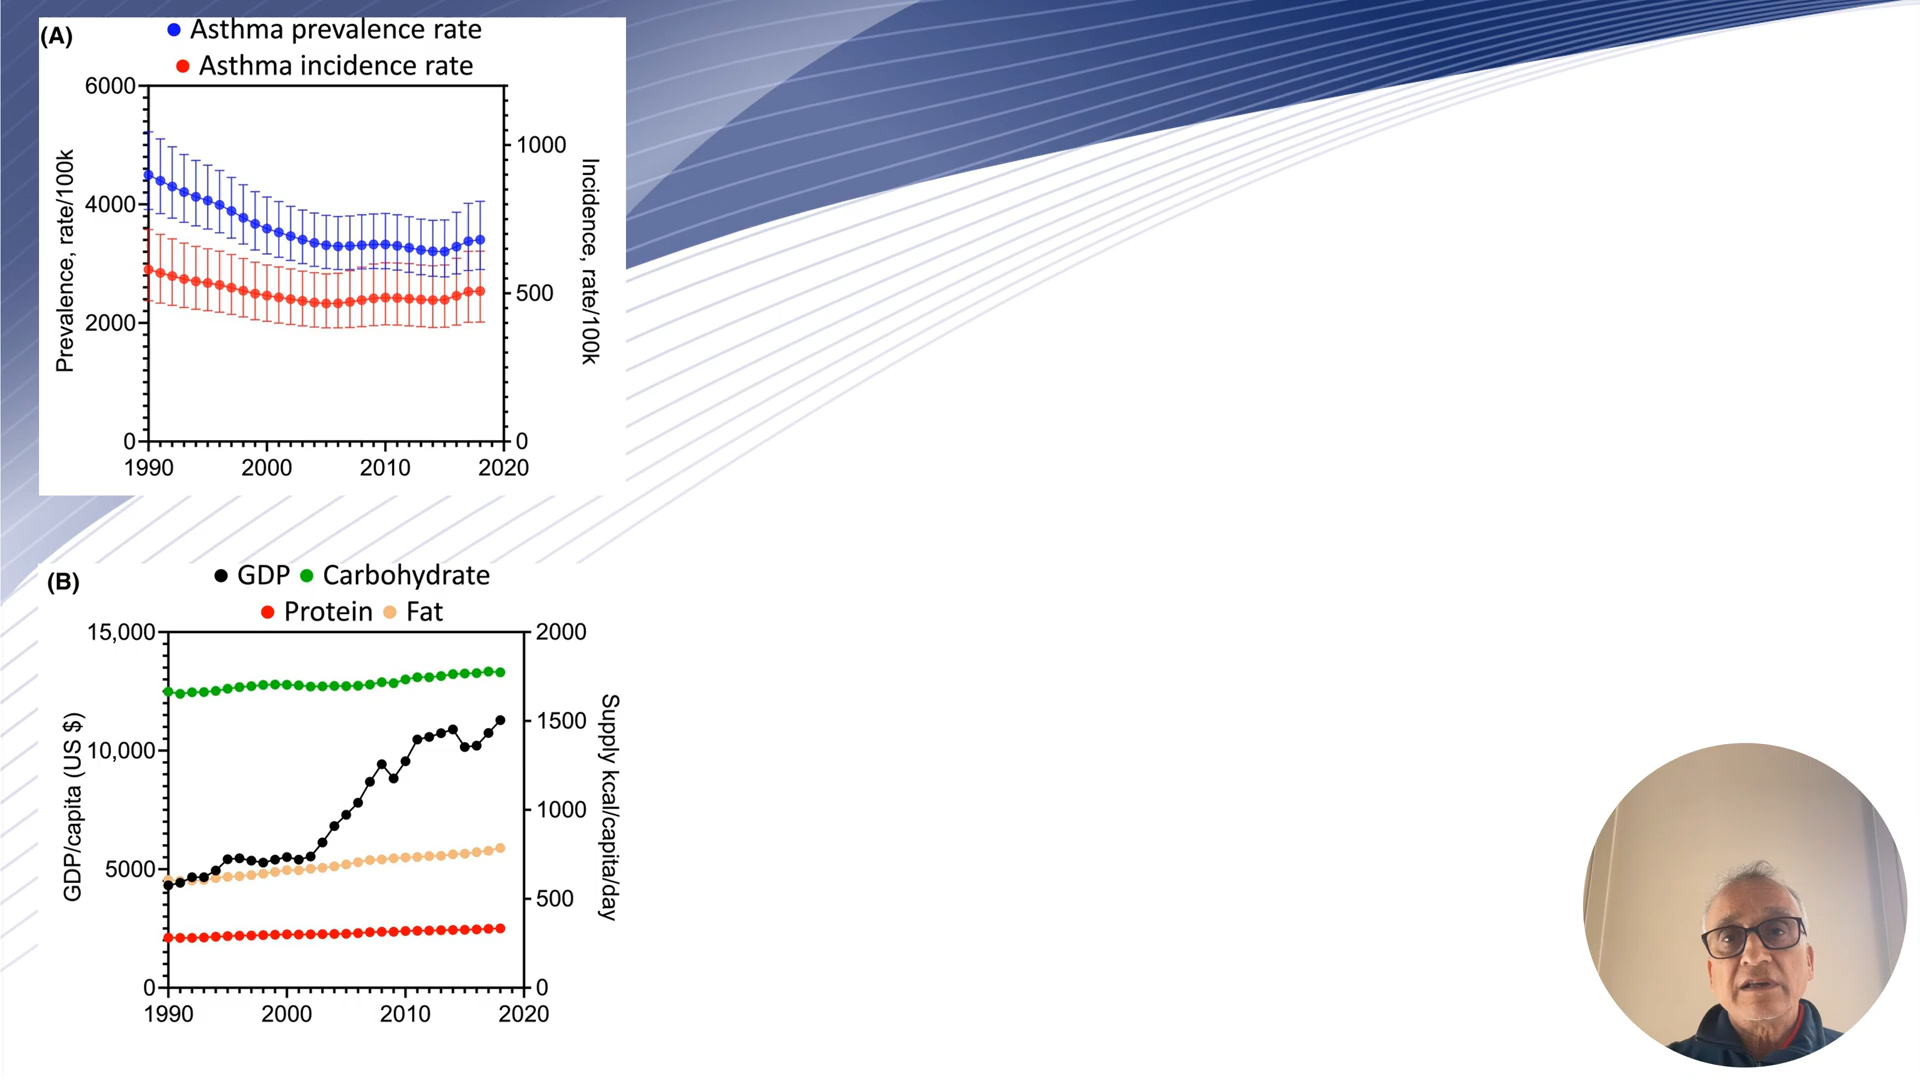 (A)
Asthma prevalence rate
Asthma incidence rate
6000
4000
2000
0
Prevalence, rate/100k
1000
500
0
Incidence, rate/100k
1990 2000 2010 2020
(B)
GDP Carbohydrate
Protein Fat
15,000
10,000
5000
0
GDP/capita (US $)
2000
1500
1000
500
0
Supply kcal/capita/day
1990 2000 2010 2020